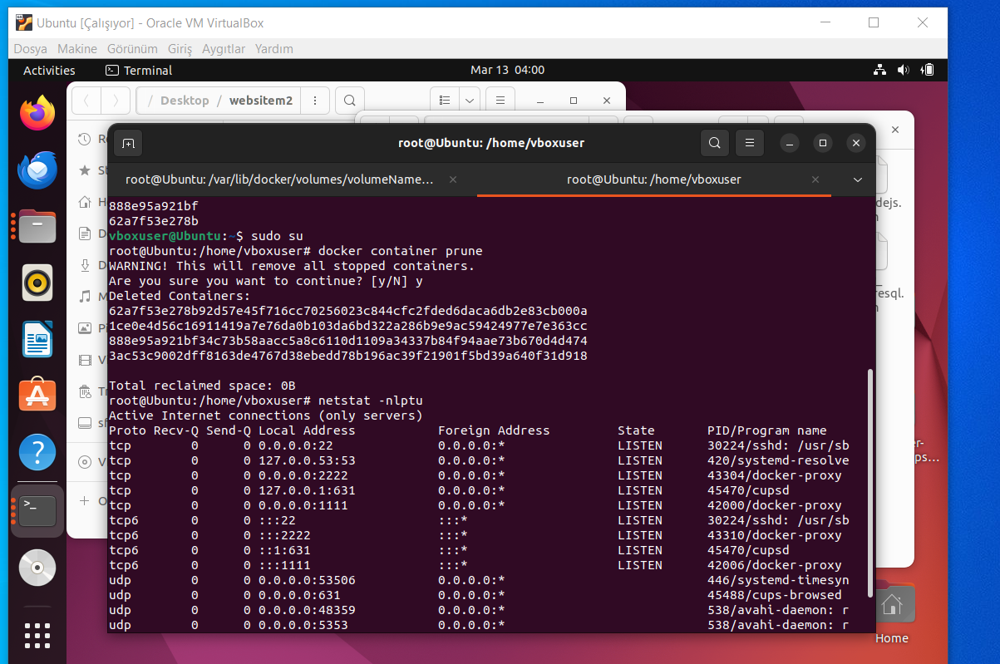 Ubuntu [Çalışıyor] - Oracle VM VirtualBox
Dosya Makine Görünüm Giriş Aygıtlar Yardım
Activities Terminal Mar 13 04:00
/ Desktop / websitem2
root@Ubuntu: /home/vboxuser
root@Ubuntu: /var/lib/docker/volumes/volumeName... × root@Ubuntu: /home/vboxuser ×
888e95a921bf
62a7f53e278b
vboxuser@Ubuntu:~$ sudo su
root@Ubuntu:/home/vboxuser# docker container prune
WARNING! This will remove all stopped containers.
Are you sure you want to continue? [y/N] y
Deleted Containers:
62a7f53e278b92d57e45f716cc70256023c844cfc2fded6daca6db2e83cb000a
1ce0e4d56c16911419a7e76da0b103da6bd322a286b9e9ac59424977e7e363cc
888e95a921bf34c73b58aacc5a8c6110d1109a34337b84f94aae73b670d4d474
3ac53c9002dff8163de4767d38ebedd78b196ac39f21901f5bd39a640f31d918
Total reclaimed space: 0B
root@Ubuntu:/home/vboxuser# netstat -nlptu
Active Internet connections (only servers)
Proto Recv-Q Send-Q Local Address Foreign Address State PID/Program name
tcp 0 0 0.0.0.0:22 0.0.0.0:* LISTEN 30224/sshd: /usr/sb
tcp 0 0 127.0.0.53:53 0.0.0.0:* LISTEN 420/systemd-resolve
tcp 0 0 0.0.0.0:2222 0.0.0.0:* LISTEN 43304/docker-proxy
tcp 0 0 127.0.0.1:631 0.0.0.0:* LISTEN 45470/cupsd
tcp 0 0 0.0.0.0:1111 0.0.0.0:* LISTEN 42000/docker-proxy
tcp6 0 0 :::22 :::* LISTEN 30224/sshd: /usr/sb
tcp6 0 0 :::2222 :::* LISTEN 43310/docker-proxy
tcp6 0 0 ::1:631 :::* LISTEN 45470/cupsd
tcp6 0 0 :::1111 :::* LISTEN 42006/docker-proxy
udp 0 0 0.0.0.0:53506 0.0.0.0:* 446/systemd-timesyn
udp 0 0 0.0.0.0:631 0.0.0.0:* 45488/cups-browsed
udp 0 0 0.0.0.0:48359 0.0.0.0:* 538/avahi-daemon: r
udp 0 0 0.0.0.0:5353 0.0.0.0:* 538/avahi-daemon: r
dejs.
resql.
ps...
Home